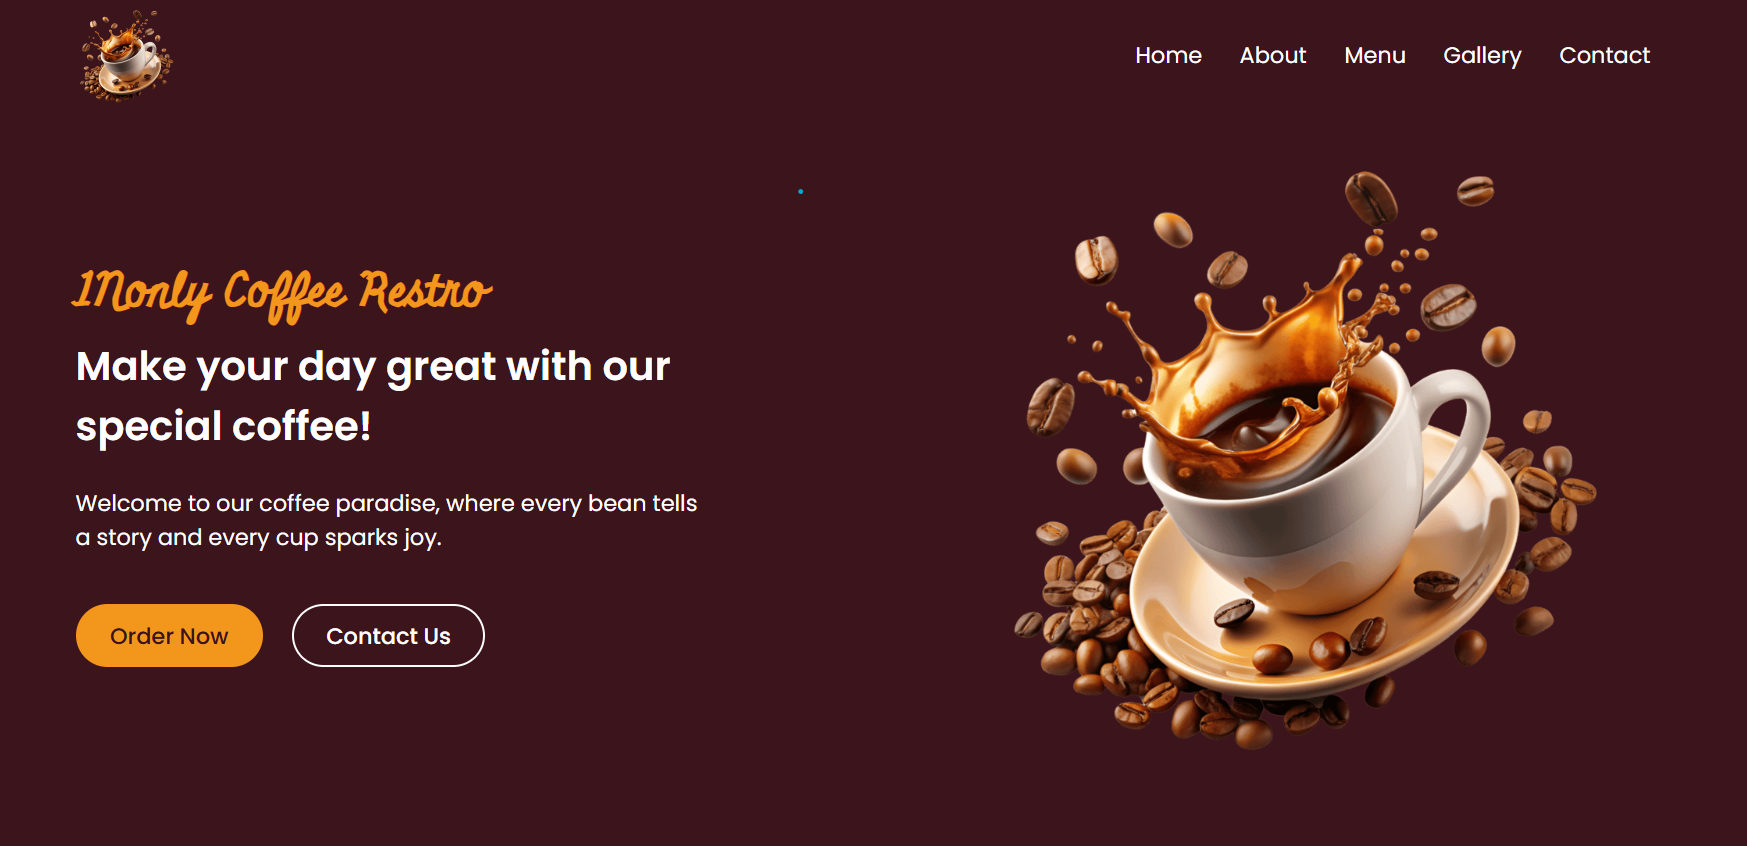 Home About Menu Gallery Contact
1Nonly Coffee Restro
Make your day great with our
special coffee!
Welcome to our coffee paradise, where every bean tells
a story and every cup sparks joy.
Order Now Contact Us